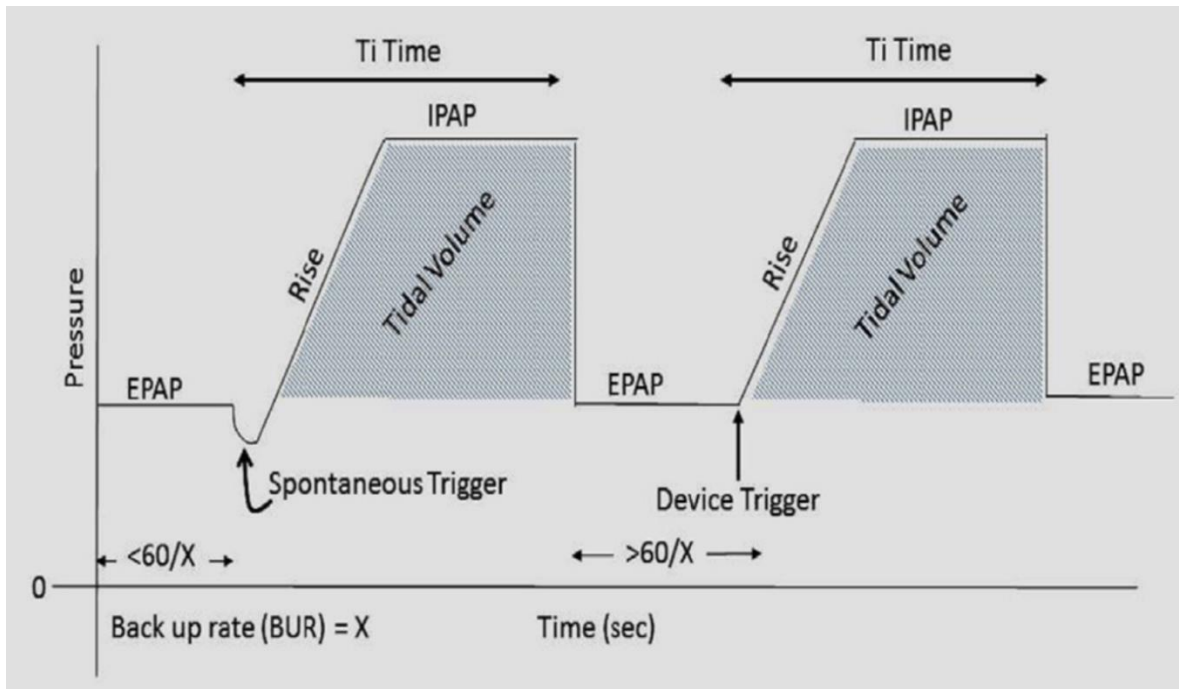 Ti Time
Ti Time
IPAP
IPAP
Rise
Tidal Volume
Rise
Tidal Volume
Pressure
EPAP
EPAP
EPAP
Spontaneous Trigger
Device Trigger
<60/X
>60/X
0
Back up rate (BUR) = X
Time (sec)